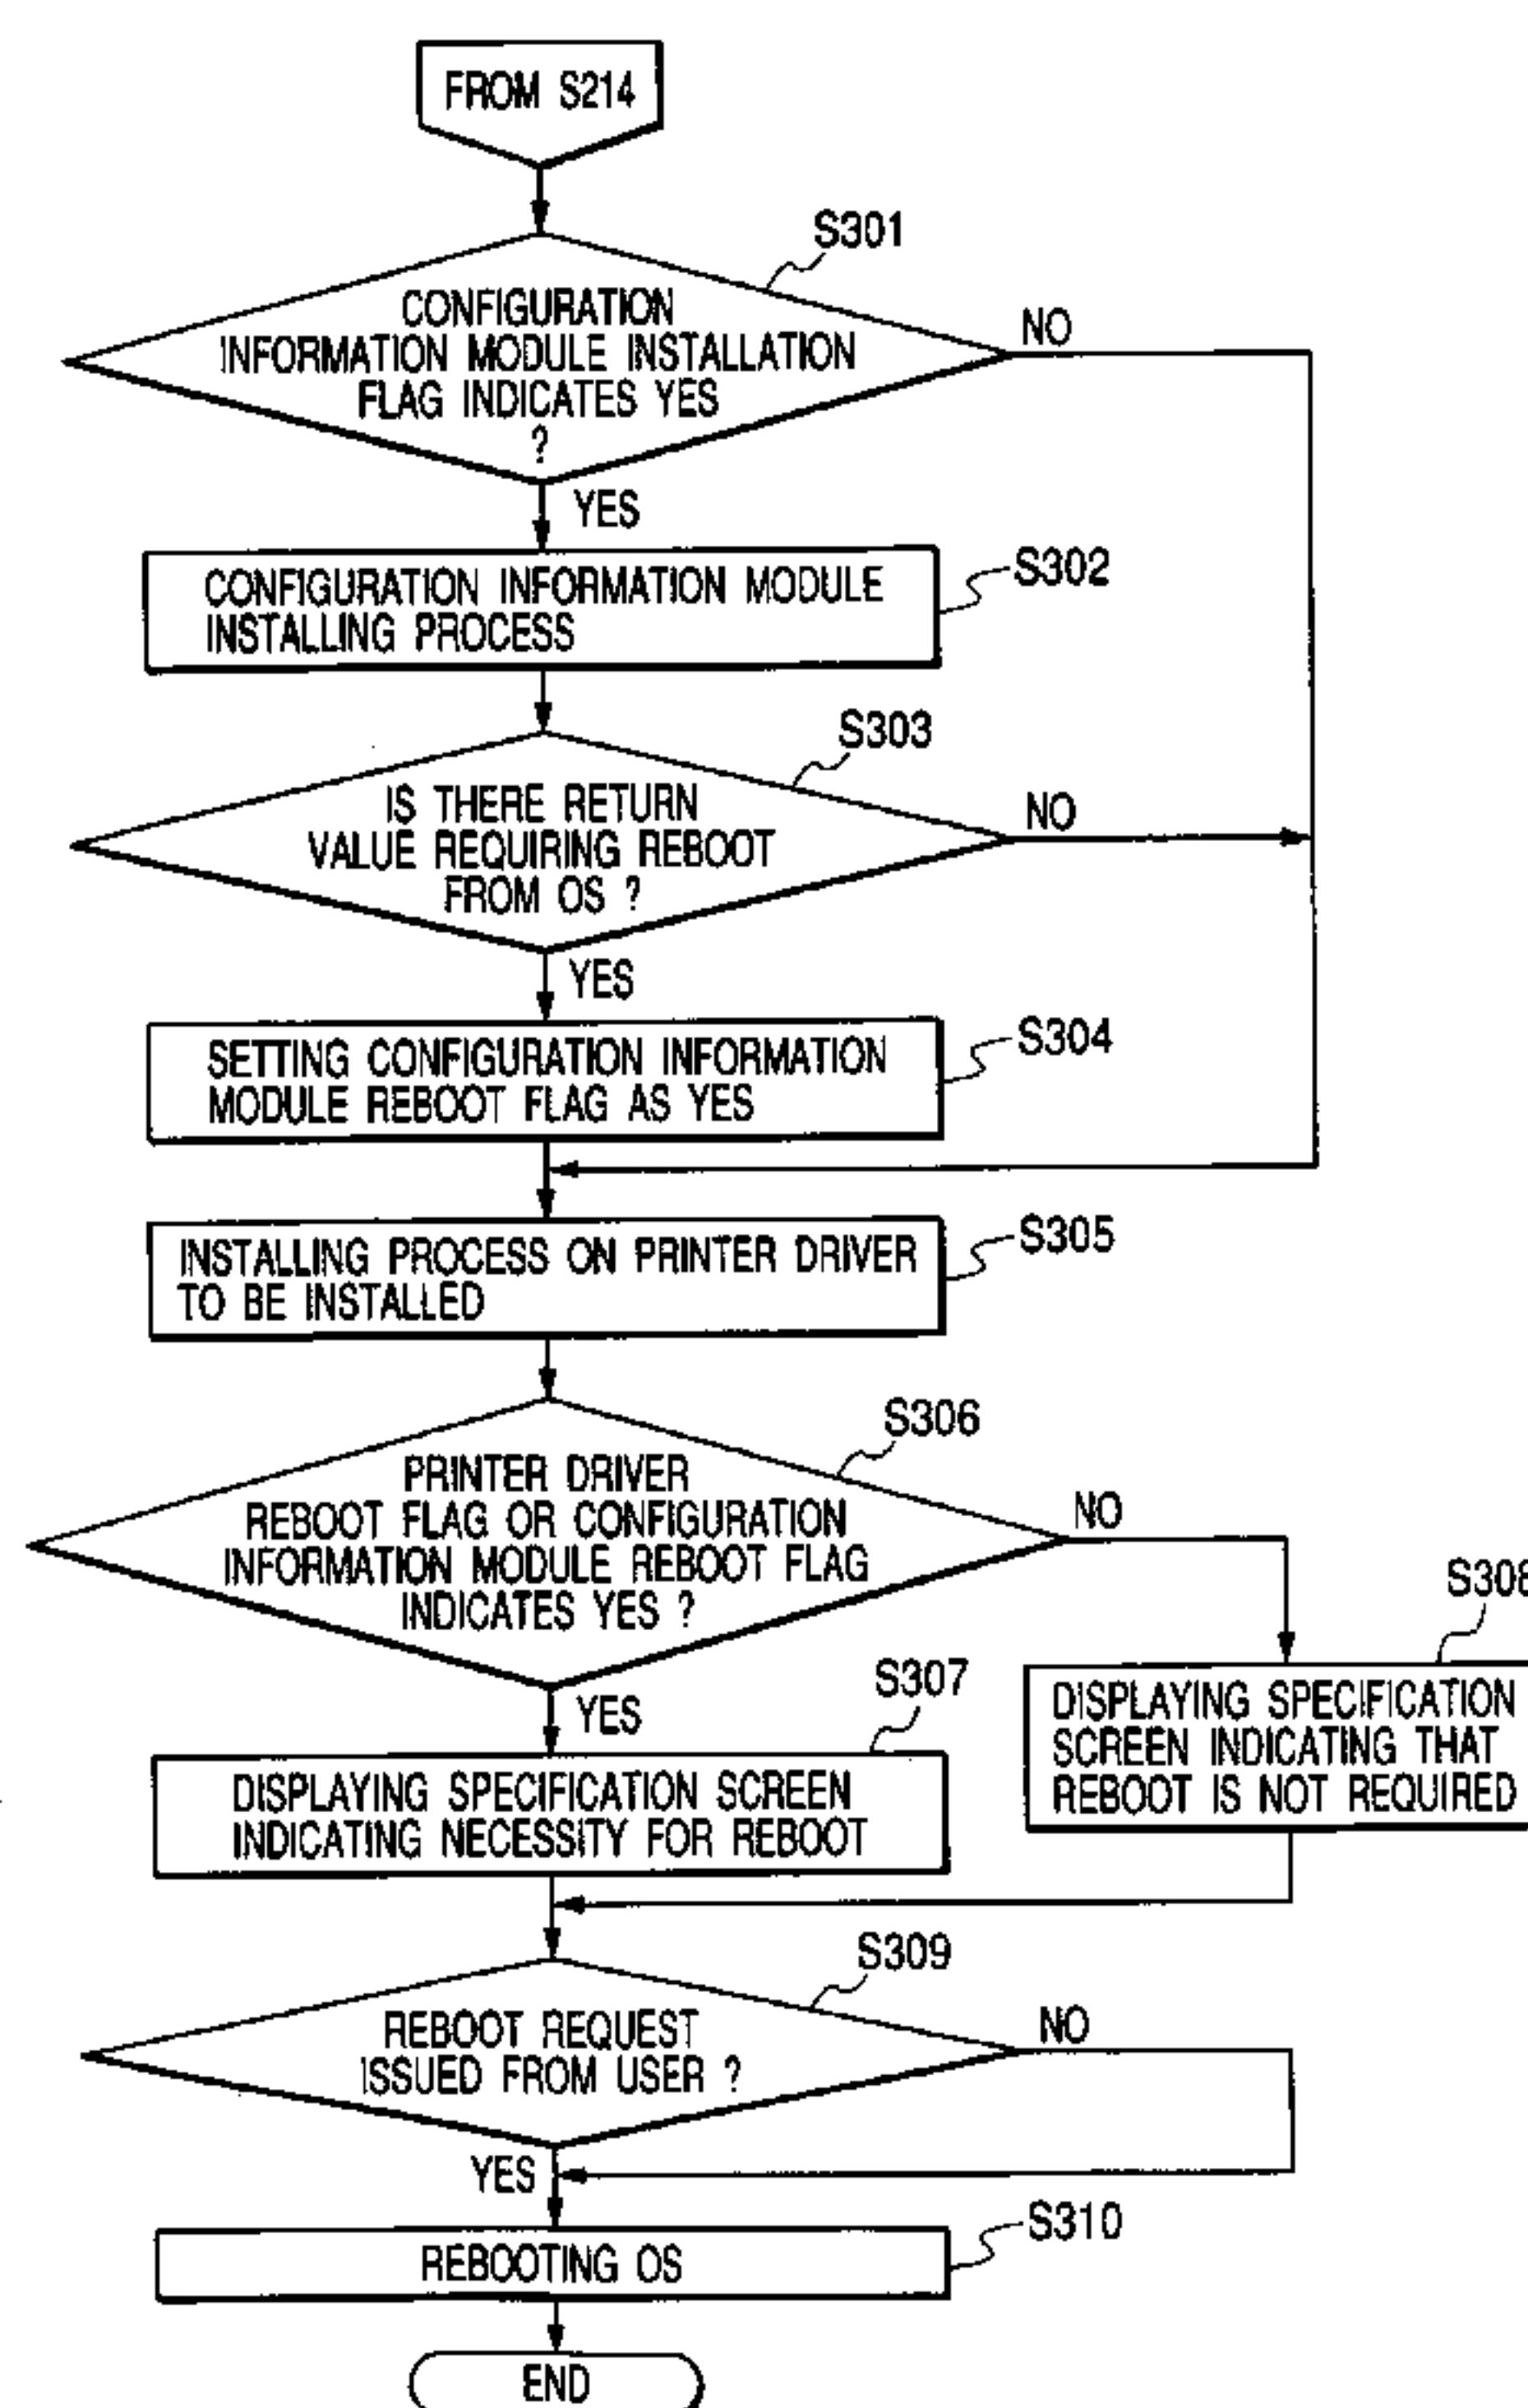 FROM S214
S301
CONFIGURATION
INFORMATION MODULE INSTALLATION
FLAG INDICATES YES
?
NO
YES
CONFIGURATION INFORMATION MODULE
INSTALLING PROCESS
S302
S303
IS THERE RETURN
VALUE REQUIRING REBOOT
FROM OS ?
NO
YES
SETTING CONFIGURATION INFORMATION
MODULE REBOOT FLAG AS YES
S304
INSTALLING PROCESS ON PRINTER DRIVER
TO BE INSTALLED
S305
S306
PRINTER DRIVER
REBOOT FLAG OR CONFIGURATION
INFORMATION MODULE REBOOT FLAG
INDICATES YES ?
NO
YES
S307
DISPLAYING SPECIFICATION SCREEN
INDICATING NECESSITY FOR REBOOT
S308
DISPLAYING SPECIFICATION
SCREEN INDICATING THAT
REBOOT IS NOT REQUIRED
S309
REBOOT REQUEST
ISSUED FROM USER ?
NO
YES
REBOOTING OS
S310
END